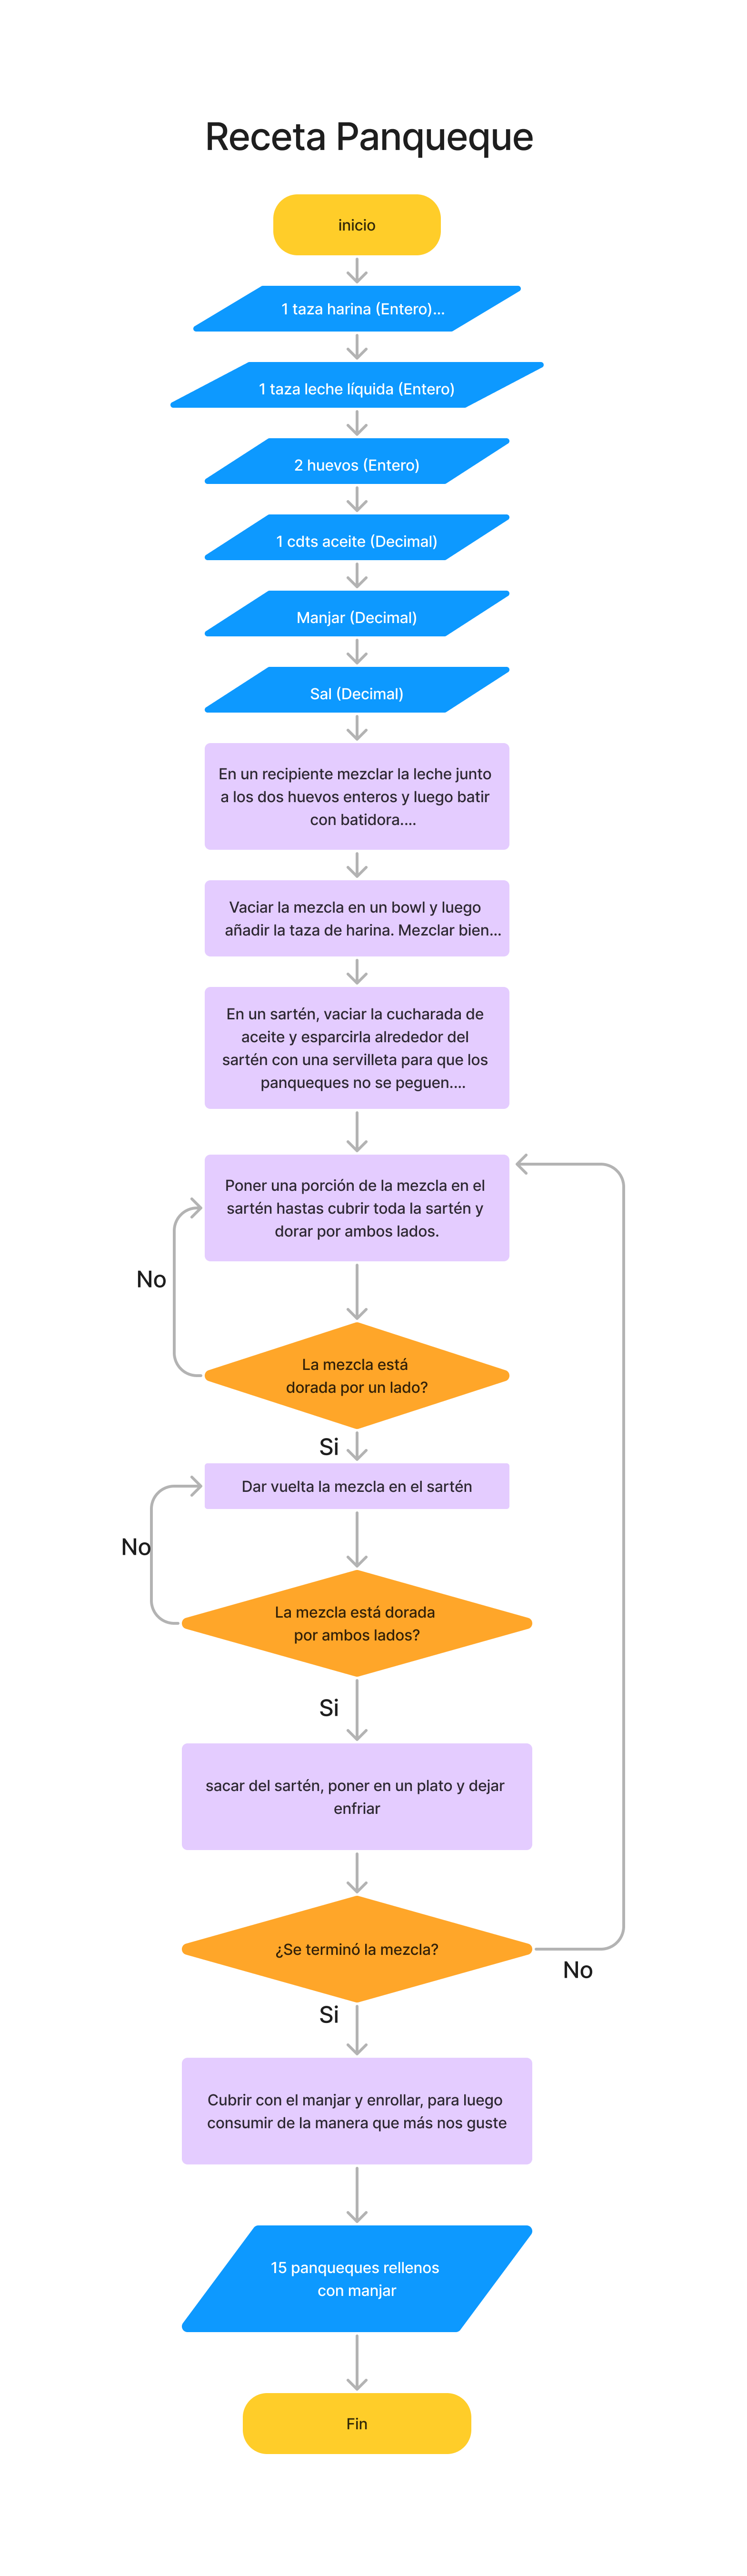 Receta Panqueque
inicio
1 taza harina (Entero)...
1 taza leche líquida (Entero)
2 huevos (Entero)
1 cdts aceite (Decimal)
Manjar (Decimal)
Sal (Decimal)
En un recipiente mezclar la leche junto
a los dos huevos enteros y luego batir
con batidora....
Vaciar la mezcla en un bowl y luego
añadir la taza de harina. Mezclar bien...
En un sartén, vaciar la cucharada de
aceite y esparcirla alrededor del
sartén con una servilleta para que los
panqueques no se peguen....
Poner una porción de la mezcla en el
sartén hastas cubrir toda la sartén y
dorar por ambos lados.
No
La mezcla está
dorada por un lado?
Si
Dar vuelta la mezcla en el sartén
No
La mezcla está dorada
por ambos lados?
Si
sacar del sartén, poner en un plato y dejar
enfriar
¿Se terminó la mezcla?
No
Si
Cubrir con el manjar y enrollar, para luego
consumir de la manera que más nos guste
15 panqueques rellenos
con manjar
Fin